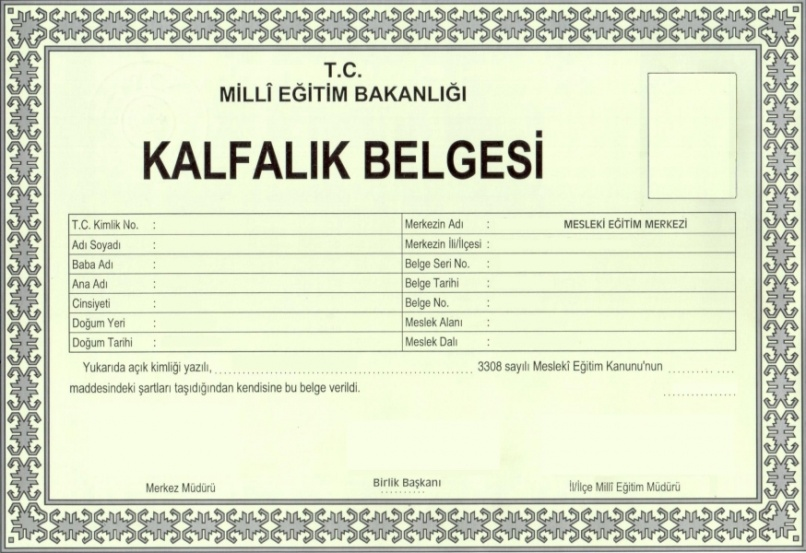 T.C.
MİLLÎ EĞİTİM BAKANLIĞI
KALFALIK BELGESİ
T.C. Kimlik No. :
Adı Soyadı :
Baba Adı :
Ana Adı :
Cinsiyeti :
Doğum Yeri :
Doğum Tarihi :
Merkezin Adı : MESLEKİ EĞİTİM MERKEZİ
Merkezin İli/İlçesi :
Belge Seri No. :
Belge Tarihi :
Belge No. :
Meslek Alanı :
Meslek Dalı :
Yukarıda açık kimliği yazılı, ................................................ 3308 sayılı Meslekî Eğitim Kanunu'nun ......... ....
maddesindeki şartları taşıdığından kendisine bu belge verildi. .................
Merkez Müdürü
Birlik Başkanı
..........
İl/İlçe Millî Eğitim Müdürü